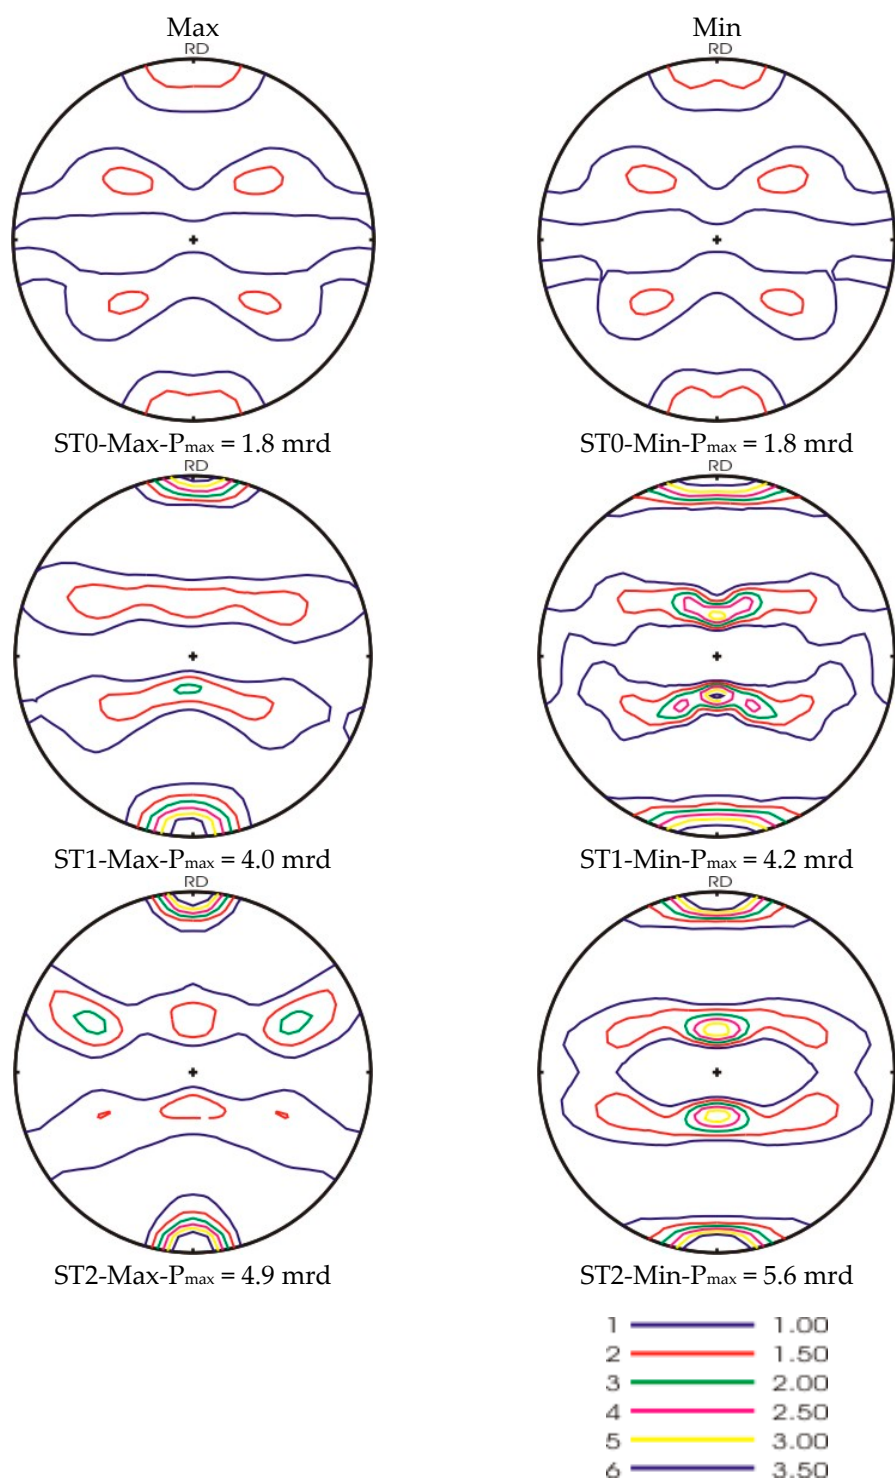 Max Min
RD RD
ST0-Max-Pmax = 1.8 mrd ST0-Min-Pmax = 1.8 mrd
RD RD
ST1-Max-Pmax = 4.0 mrd ST1-Min-Pmax = 4.2 mrd
RD RD
ST2-Max-Pmax = 4.9 mrd ST2-Min-Pmax = 5.6 mrd
1 1.00
2 1.50
3 2.00
4 2.50
5 3.00
6 3.50